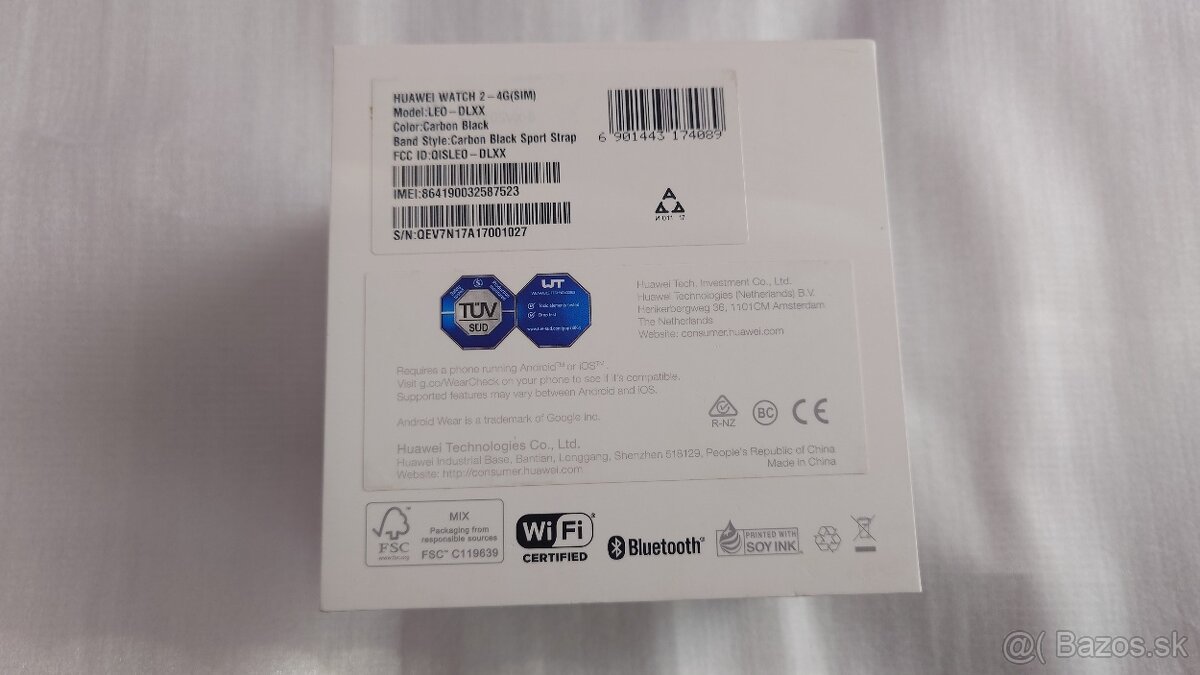 HUAWEI WATCH 2-4G(SIM)
Model:LEO-DLXX
Color:Carbon Black
Band Style:Carbon Black Sport Strap
FCC ID:QISLEO-DLXX
6 901443 174089
IMEI:864190032587523
S/N:QEV7N17A17001027
TÜV
SÜD
Huawei Tech. Investment Co., Ltd.
Huawei Technologies (Netherlands) B.V.
Henkenbergweg 36, 1101CM Amsterdam
The Netherlands
Website: consumer.huawei.com
Requires a phone running Android™ or iOS™.
Visit g.co/WearCheck on your phone to see if it's compatible.
Supported features may vary between Android and iOS.
Android Wear is a trademark of Google Inc.
R-NZ
BC
CE
Huawei Technologies Co., Ltd.
Huawei Industrial Base, Bantian, Longgang, Shenzhen 518129, People's Republic of China
Website: http://consumer.huawei.com
Made in China
FSC
www.fsc.org
MIX
Packaging from
responsible sources
FSC™ C119639
WiFi
CERTIFIED
Bluetooth®
PRINTED WITH
SOY INK
@( Bazos.sk